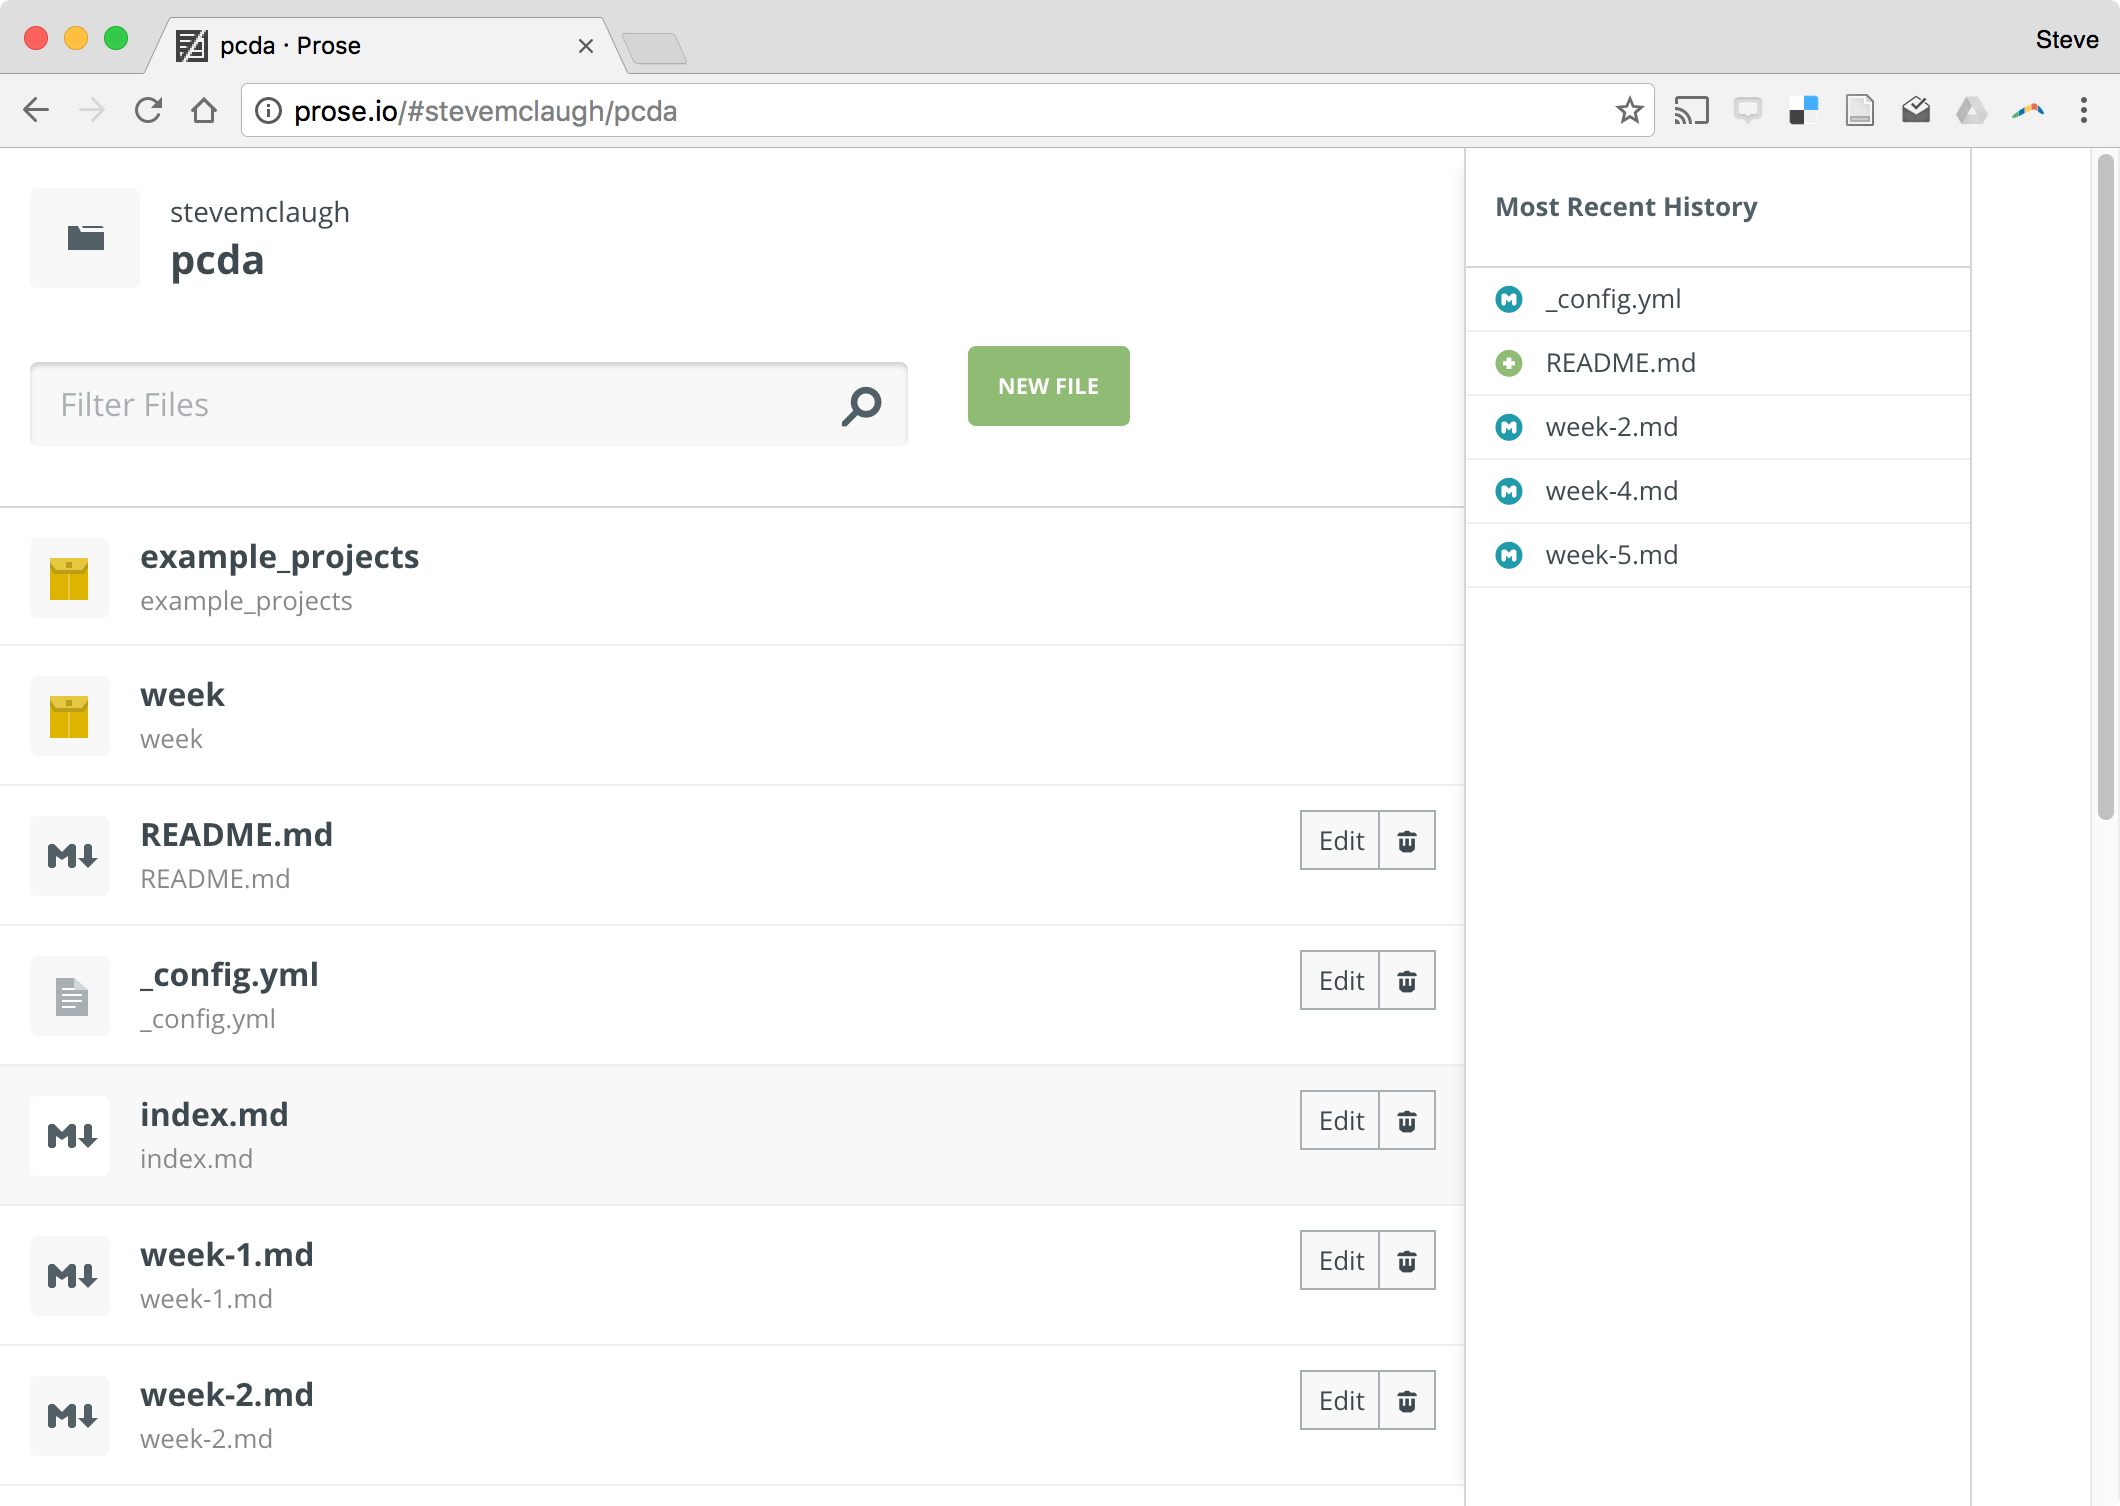 pcda · Prose
Steve
prose.io/#stevemclaugh/pcda
stevemclaugh
pcda
Filter Files
NEW FILE
example_projects
example_projects
week
week
README.md
README.md
Edit
_config.yml
_config.yml
Edit
index.md
index.md
Edit
week-1.md
week-1.md
Edit
week-2.md
week-2.md
Edit
Most Recent History
_config.yml
README.md
week-2.md
week-4.md
week-5.md